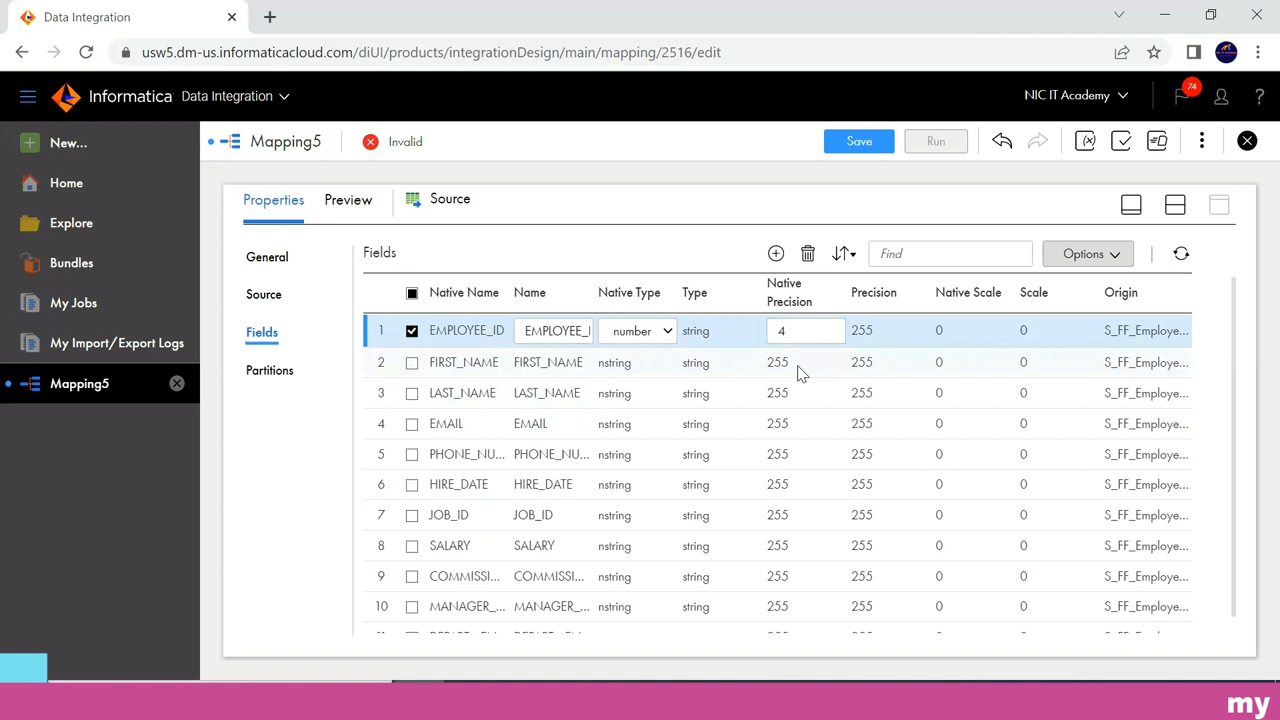 Data Integration
usw5.dm-us.informaticacloud.com/diUI/products/integrationDesign/main/mapping/2516/edit
Informatica Data Integration NIC IT Academy 74 ?
New... Mapping5 Invalid Save Run
Home
Explore
Bundles
My Jobs
My Import/Export Logs
Mapping5
Properties Preview Source
General
Source
Fields
Partitions
Fields Find Options
Native Name Name Native Type Type Native Precision Precision Native Scale Scale Origin
1 EMPLOYEE_ID EMPLOYEE_I number string 4 255 0 0 S_FF_Employe...
2 FIRST_NAME FIRST_NAME nstring string 255 255 0 0 S_FF_Employe...
3 LAST_NAME LAST_NAME nstring string 255 255 0 0 S_FF_Employe...
4 EMAIL EMAIL nstring string 255 255 0 0 S_FF_Employe...
5 PHONE_NU... PHONE_NU... nstring string 255 255 0 0 S_FF_Employe...
6 HIRE_DATE HIRE_DATE nstring string 255 255 0 0 S_FF_Employe...
7 JOB_ID JOB_ID nstring string 255 255 0 0 S_FF_Employe...
8 SALARY SALARY nstring string 255 255 0 0 S_FF_Employe...
9 COMMISSI... COMMISSI... nstring string 255 255 0 0 S_FF_Employe...
10 MANAGER_... MANAGER_... nstring string 255 255 0 0 S_FF_Employe...
my